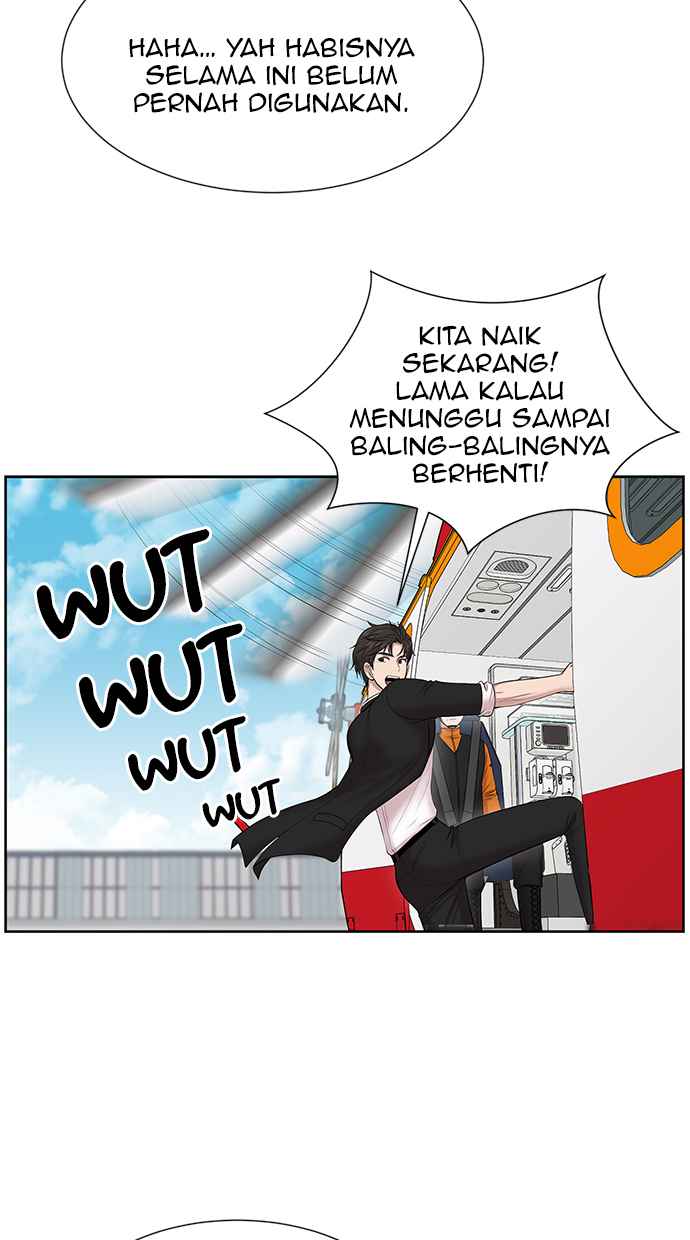 HAHA... YAH HABISNYA
SELAMA INI BELUM
PERNAH DIGUNAKAN.
KITA NAIK
SEKARANG!
LAMA KALAU
MENUNGGU SAMPAI
BALING-BALINGNYA
BERHENTI!
WUT
WUT
WUT
WUT